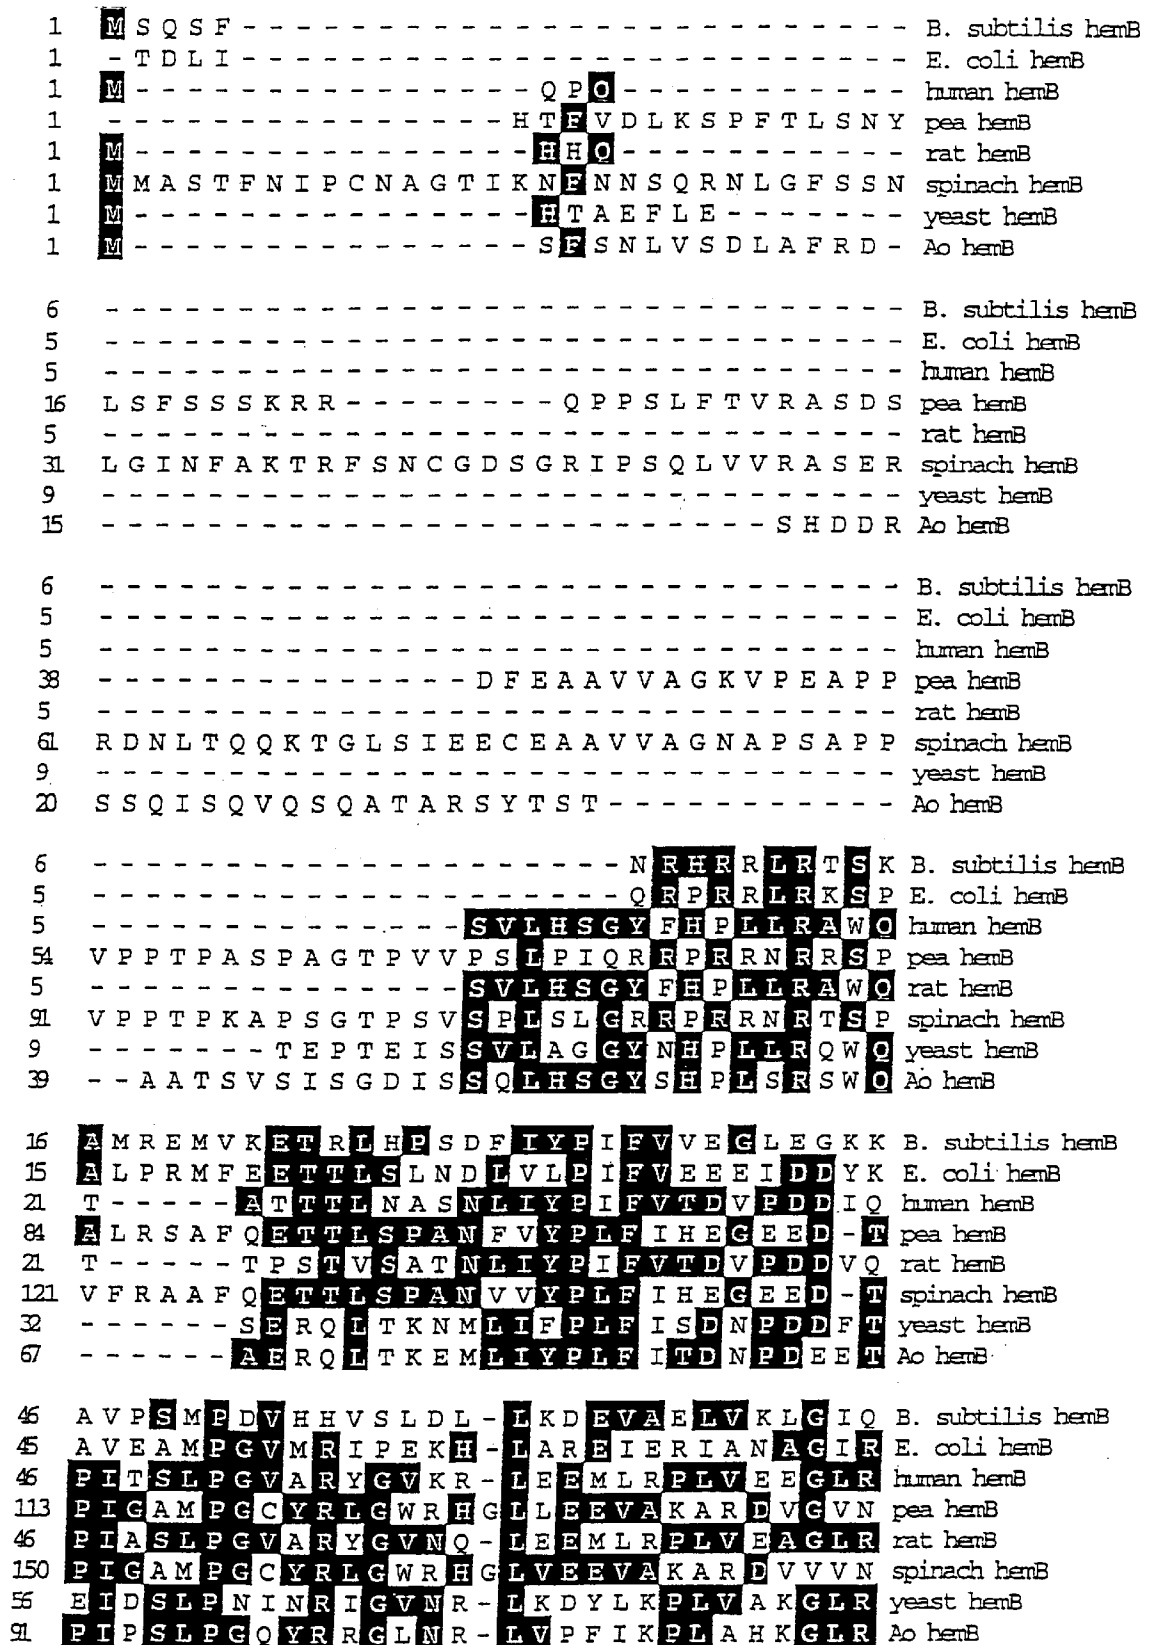 1 M S Q S F - - - - - - - - - - - - - - - - - - - - - - - - - B. subtilis hemB
1 - T D L I - - - - - - - - - - - - - - - - - - - - - - - - - E. coli hemB
1 M - - - - - - - - - - - - - - - Q P Q - - - - - - - - - - - human hemB
1 - - - - - - - - - - - - - - - H T F V D L K S P F T L S N Y pea hemB
1 M - - - - - - - - - - - - - - - H H Q - - - - - - - - - - - rat hemB
1 M M A S T F N I P C N A G T I K N F N N S Q R N L G F S S N spinach hemB
1 M - - - - - - - - - - - - - - - H T A E F L E - - - - - - - yeast hemB
1 M - - - - - - - - - - - - - - - S F S N L V S D L A F R D - Ao hemB
6 - - - - - - - - - - - - - - - - - - - - - - - - - - - - - - B. subtilis hemB
5 - - - - - - - - - - - - - - - - - - - - - - - - - - - - - - E. coli hemB
5 - - - - - - - - - - - - - - - - - - - - - - - - - - - - - - human hemB
16 L S F S S S K R R - - - - - - - - Q P P S L F T V R A S D S pea hemB
5 - - - - - - - - - - - - - - - - - - - - - - - - - - - - - - rat hemB
31 L G I N F A K T R F S N C G D S G R I P S Q L V V R A S E R spinach hemB
9 - - - - - - - - - - - - - - - - - - - - - - - - - - - - - - yeast hemB
15 - - - - - - - - - - - - - - - - - - - - - - - - - S H D D R Ao hemB
6 - - - - - - - - - - - - - - - - - - - - - - - - - - - - - - B. subtilis hemB
5 - - - - - - - - - - - - - - - - - - - - - - - - - - - - - - E. coli hemB
5 - - - - - - - - - - - - - - - - - - - - - - - - - - - - - - human hemB
38 - - - - - - - - - - - - - - D F E A A V V A G K V P E A P P pea hemB
5 - - - - - - - - - - - - - - - - - - - - - - - - - - - - - - rat hemB
61 R D N L T Q Q K T G L S I E E C E A A V V A G N A P S A P P spinach hemB
9 - - - - - - - - - - - - - - - - - - - - - - - - - - - - - - yeast hemB
20 S S Q I S Q V Q S Q A T A R S Y T S T - - - - - - - - - - - Ao hemB
6 - - - - - - - - - - - - - - - - - - - - N R H R R L R T S K B. subtilis hemB
5 - - - - - - - - - - - - - - - - - - - - Q R P R R L R K S P E. coli hemB
5 - - - - - - - - - - - - - - S V L H S G Y F H P L L R A W Q human hemB
54 V P P T P A S P A G T P V V P S L P I Q R R P R R N R R S P pea hemB
5 - - - - - - - - - - - - - - S V L H S G Y F H P L L R A W Q rat hemB
91 V P P T P K A P S G T P S V S P L S L G R R P R R N R T S P spinach hemB
9 - - - - - - - T E P T E I S S V L A G G Y N H P L L R Q W Q yeast hemB
39 - - A A T S V S I S G D I S S Q L H S G Y S H P L S R S W Q Ao hemB
16 A M R E M V K E T R L H P S D F I Y P I F V V E G L E G K K B. subtilis hemB
15 A L P R M F E E T T L S L N D L V L P I F V E E E I D D Y K E. coli hemB
21 T - - - - - A T T T L N A S N L I Y P I F V T D V P D D I Q human hemB
84 A L R S A F Q E T T L S P A N F V Y P L F I H E G E E D - T pea hemB
21 T - - - - - T P S T V S A T N L I Y P I F V T D V P D D V Q rat hemB
121 V F R A A F Q E T T L S P A N V V Y P L F I H E G E E D - T spinach hemB
32 - - - - - - S E R Q L T K N M L I F P L F I S D N P D D F T yeast hemB
67 - - - - - - A E R Q L T K E M L I Y P L F I T D N P D E E T Ao hemB
46 A V P S M P D V H H V S L D L - L K D E V A E L V K L G I Q B. subtilis hemB
45 A V E A M P G V M R I P E K H - L A R E I E R I A N A G I R E. coli hemB
46 P I T S L P G V A R Y G V K R - L E E M L R P L V E E G L R human hemB
113 P I G A M P G C Y R L G W R H G L L E E V A K A R D V G V N pea hemB
46 P I A S L P G V A R Y G V N Q - L E E M L R P L V E A G L R rat hemB
150 P I G A M P G C Y R L G W R H G L V E E V A K A R D V V V N spinach hemB
56 E I D S L P N I N R I G V N R - L K D Y L K P L V A K G L R yeast hemB
91 P I P S L P G Q Y R R G L N R - L V P F I K P L A H K G L R Ao hemB